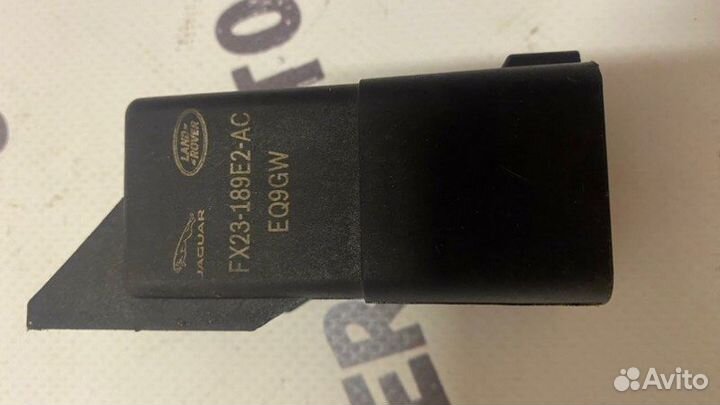 LAND-
-ROVER
JAGUAR
FX23-189E2-AC
EQ9GW
Avito